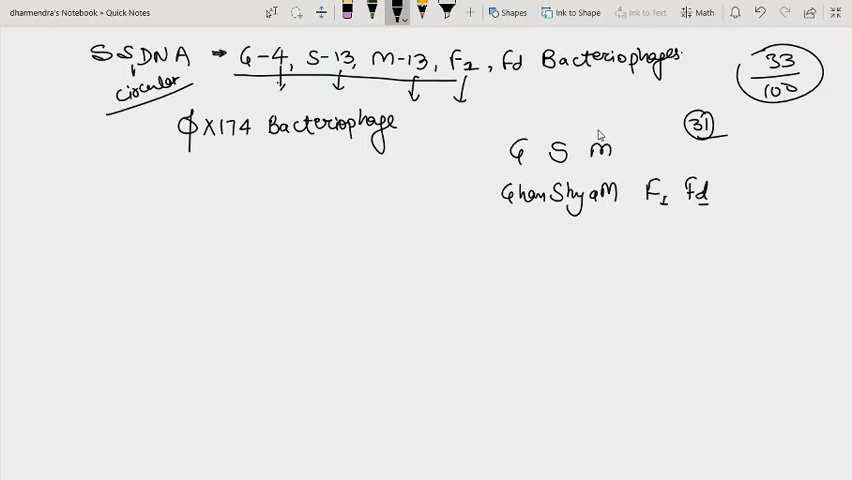 dharmendra's Notebook » Quick Notes
Shapes Ink to Shape Ink to Text Math
SSDNA → G-4, S-13, M-13, F1, Fd Bacteriophages.
circular
ϕX174 Bacteriophage
33
100
31
G S M
GhanShyaM F1 Fd